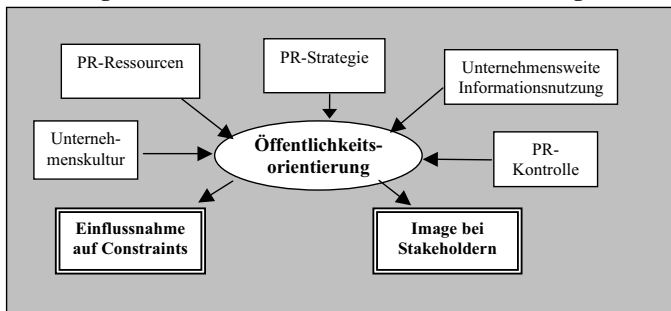 PR-Ressourcen
PR-Strategie
Unternehmensweite
Informationsnutzung
Unterneh-
menskultur
Öffentlichkeits-
orientierung
PR-
Kontrolle
Einflussnahme
auf Constraints
Image bei
Stakeholdern